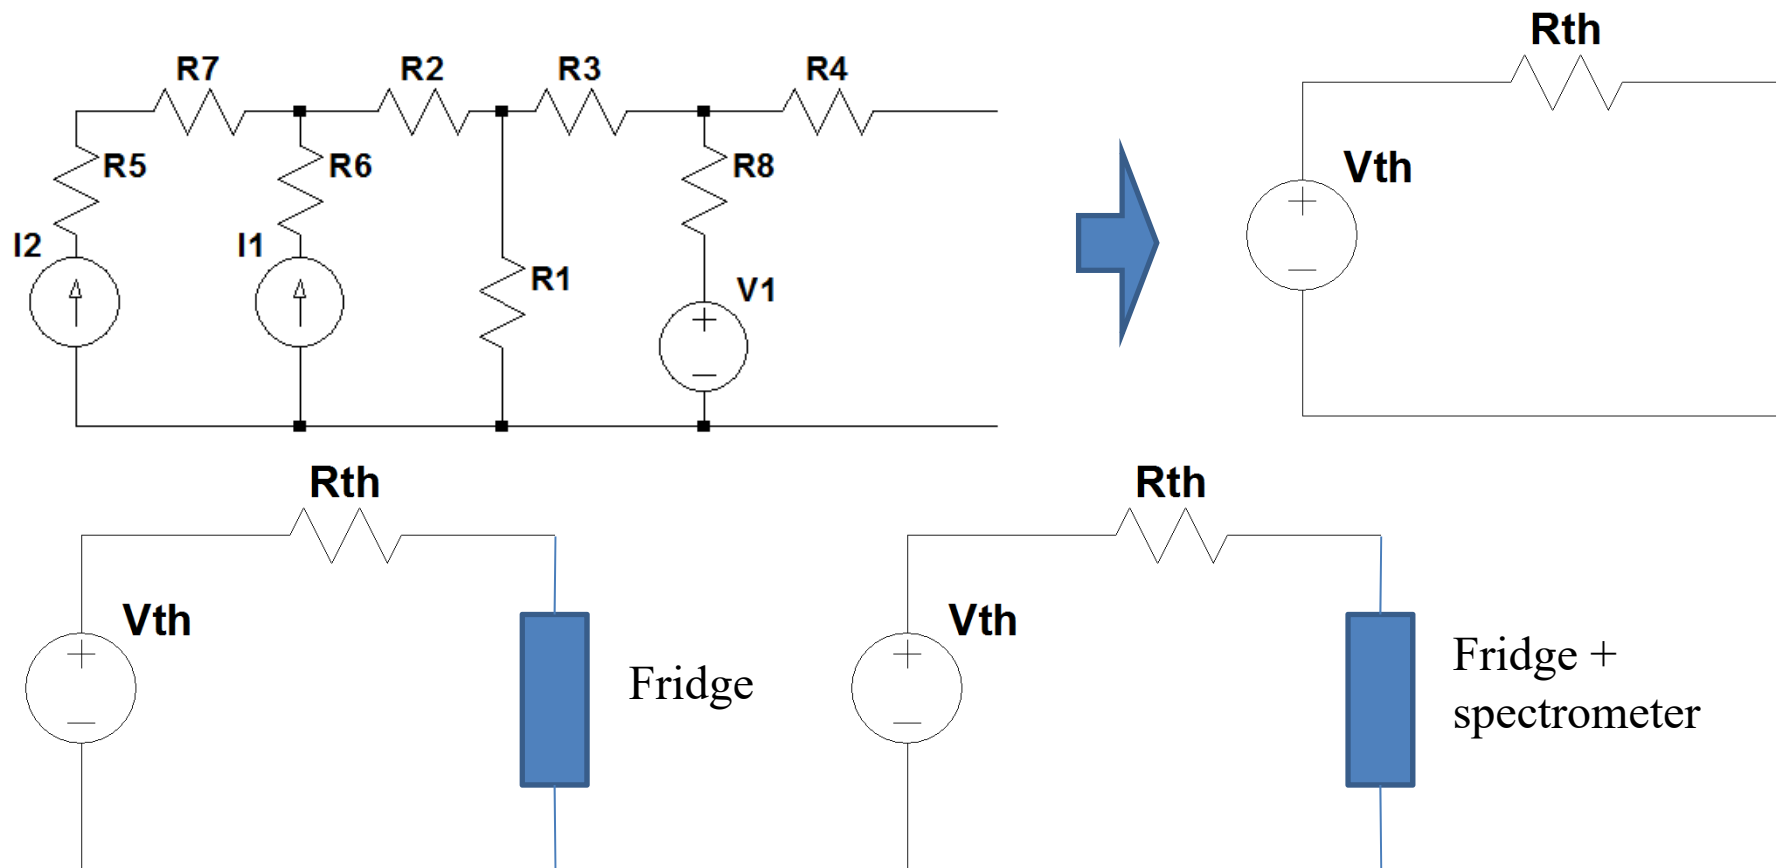 Rth
R7
R2
R3
R4
R5
R6
R8
Vth
I2
I1
R1
V1
Rth
Rth
Vth
Vth
Fridge
Fridge +
spectrometer